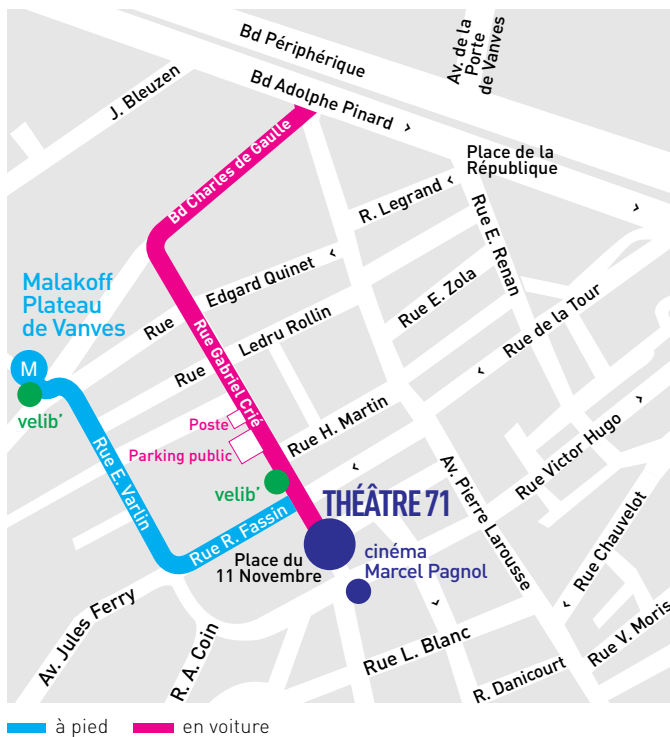 Bd Périphérique
Av. de la
Porte
de Vanves
J. Bleuzen
Bd Adolphe Pinard
Bd Charles de Gaulle
Place de la
République
R. Legrand
Rue E. Renan
Rue Edgard Quinet
Malakoff
Plateau
de Vanves
Rue E. Zola
Rue de la Tour
Rue Ledru Rollin
Rue Gabriel Crié
M
velib'
Poste
Parking public
Rue H. Martin
Rue E. Varlin
velib'
Rue Victor Hugo
Av. Pierre Larousse
THÉÂTRE 71
Rue R. Fassin
Place du
11 Novembre
cinéma
Marcel Pagnol
Rue Chauvelot
Av. Jules Ferry
R. A. Coin
Rue L. Blanc
Rue V. Moris
R. Danicourt
à pied
en voiture